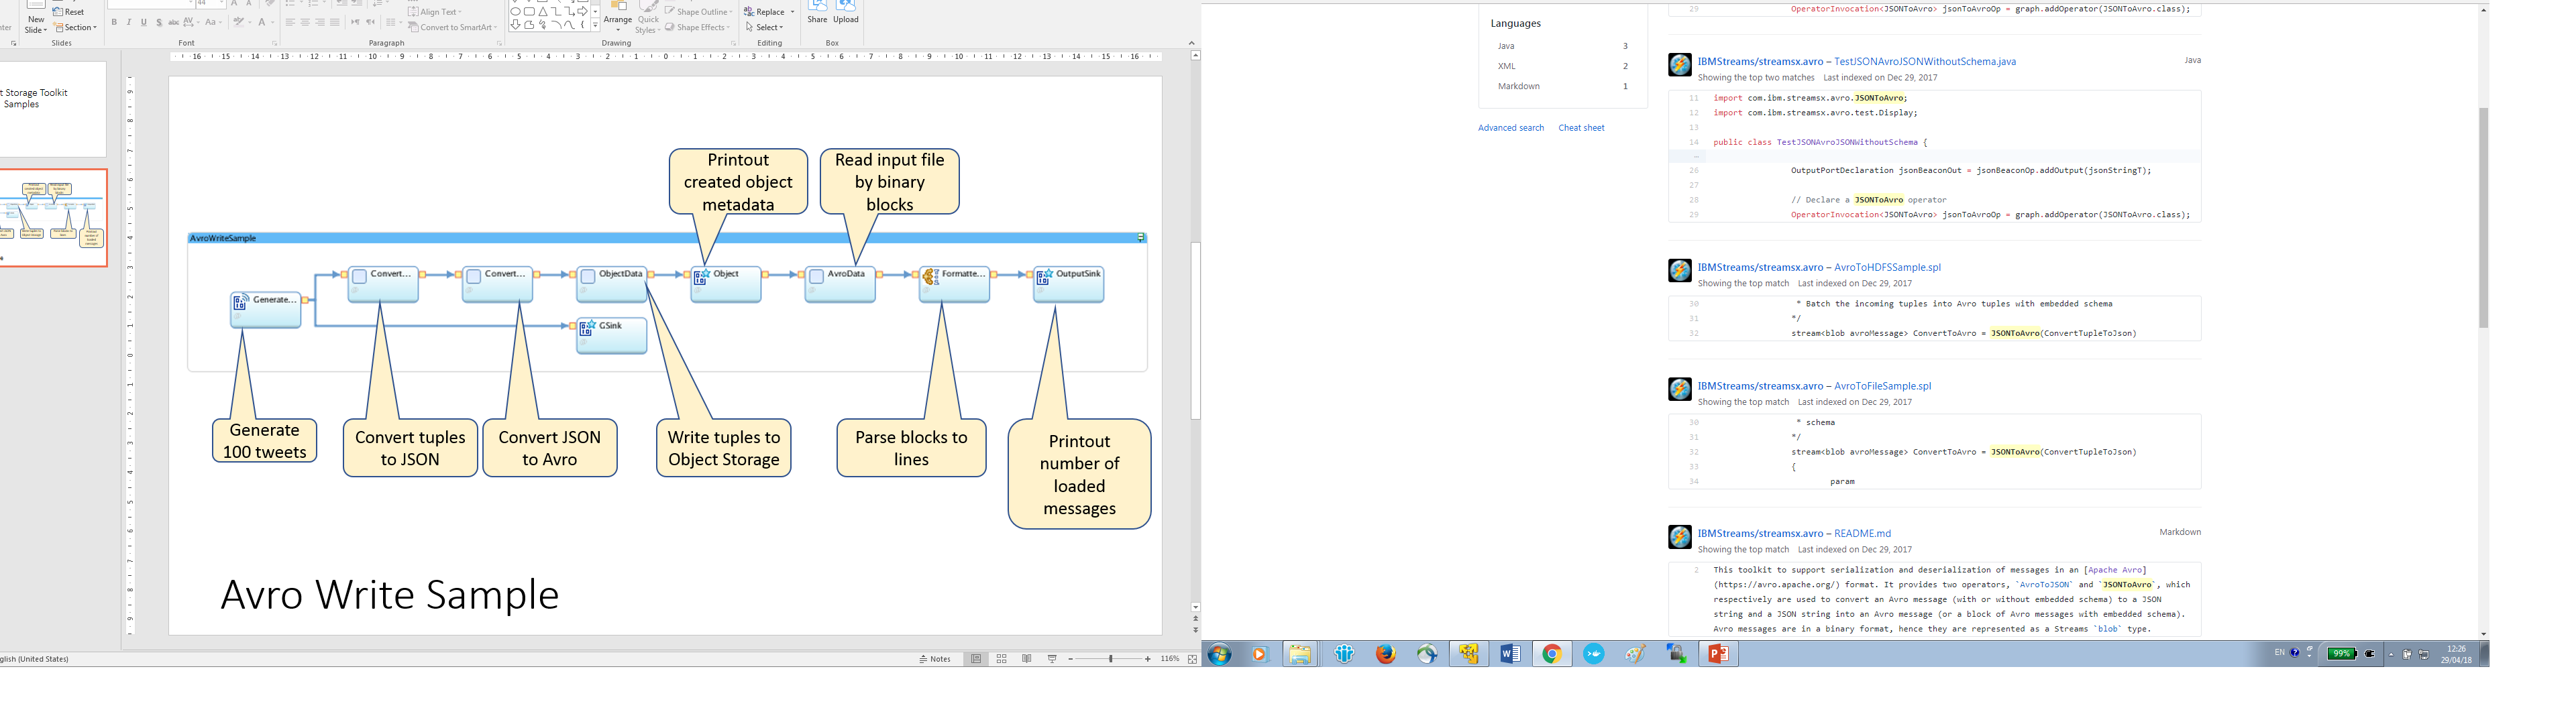 New
Slide
Reset
Section
Slides
Font
Align Text
Convert to SmartArt
Paragraph
Arrange
Quick
Styles
Shape Outline
Shape Effects
Drawing
Replace
Select
Editing
Share
Upload
Box
t Storage Toolkit
Samples
Printout
created object
metadata
Read input file
by binary
blocks
AvroWriteSample
Generate...
Convert...
Convert...
ObjectData
Object
AvroData
Formatte...
OutputSink
GSink
Generate
100 tweets
Convert tuples
to JSON
Convert JSON
to Avro
Write tuples to
Object Storage
Parse blocks to
lines
Printout
number of
loaded
messages
Avro Write Sample
glish (United States)
Notes
116%
Languages
Java 3
XML 2
Markdown 1
Advanced search Cheat sheet
29 OperatorInvocation<JSONToAvro> jsonToAvroOp = graph.addOperator(JSONToAvro.class);
IBMStreams/streamsx.avro – TestJSONAvroJSONWithoutSchema.java
Java
Showing the top two matches Last indexed on Dec 29, 2017
11 import com.ibm.streamsx.avro.JSONToAvro;
12 import com.ibm.streamsx.avro.test.Display;
13
14 public class TestJSONAvroJSONWithoutSchema {
26 OutputPortDeclaration jsonBeaconOut = jsonBeaconOp.addOutput(jsonStringT);
27
28 // Declare a JSONToAvro operator
29 OperatorInvocation<JSONToAvro> jsonToAvroOp = graph.addOperator(JSONToAvro.class);
IBMStreams/streamsx.avro – AvroToHDFSSample.spl
Showing the top match Last indexed on Dec 29, 2017
30 * Batch the incoming tuples into Avro tuples with embedded schema
31 */
32 stream<blob avroMessage> ConvertToAvro = JSONToAvro(ConvertTupleToJson)
IBMStreams/streamsx.avro – AvroToFileSample.spl
Showing the top match Last indexed on Dec 29, 2017
30 * schema
31 */
32 stream<blob avroMessage> ConvertToAvro = JSONToAvro(ConvertTupleToJson)
33 {
34 param
IBMStreams/streamsx.avro – README.md
Markdown
Showing the top match Last indexed on Dec 29, 2017
2 This toolkit to support serialization and deserialization of messages in an [Apache Avro]
(https://avro.apache.org/) format. It provides two operators, `AvroToJSON` and `JSONToAvro`, which
respectively are used to convert an Avro message (with or without embedded schema) to a JSON
string and a JSON string into an Avro message (or a block of Avro messages with embedded schema).
Avro messages are in a binary format, hence they are represented as a Streams `blob` type.
EN
99%
12:26
29/04/18